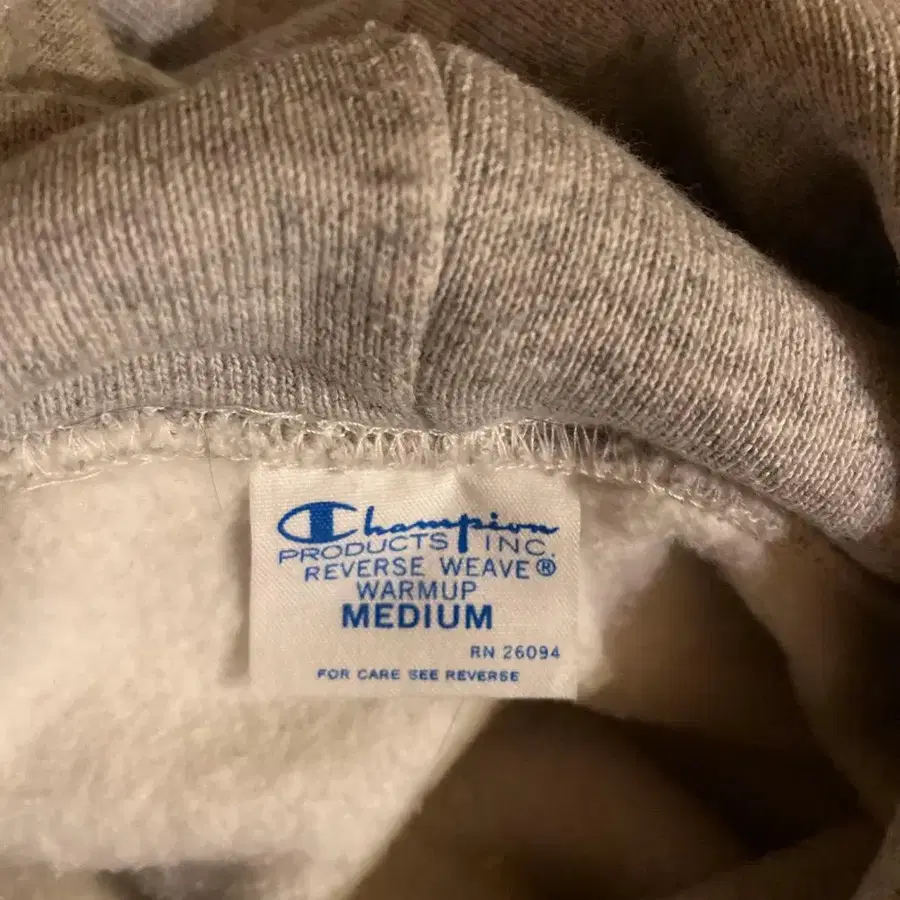 Champion
PRODUCTS INC.
REVERSE WEAVE®
WARMUP
MEDIUM
RN 26094
FOR CARE SEE REVERSE